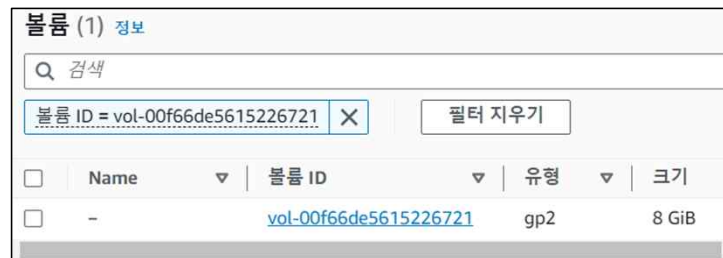 볼륨 (1) 정보
검색
볼륨 ID = vol-00f66de5615226721 필터 지우기
Name 볼륨 ID 유형 크기
– vol-00f66de5615226721 gp2 8 GiB